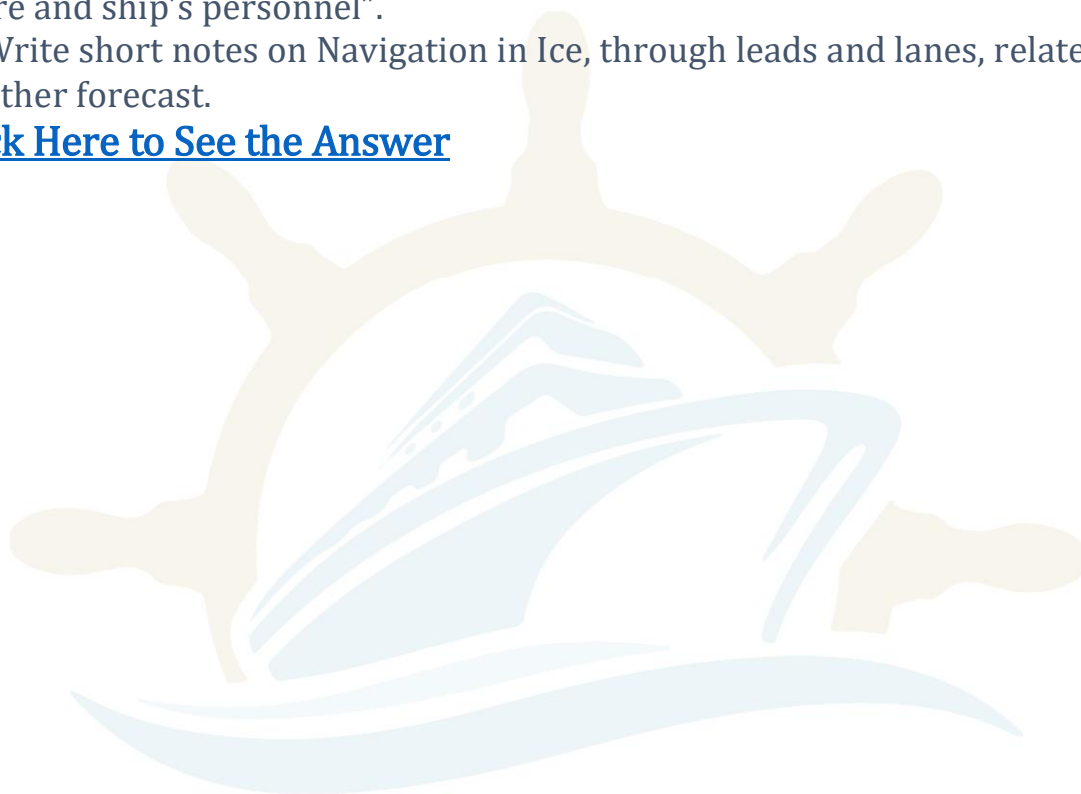 re and ship's personnel".
Write short notes on Navigation in Ice, through leads and lanes, relate
ther forecast.
k Here to See the Answer